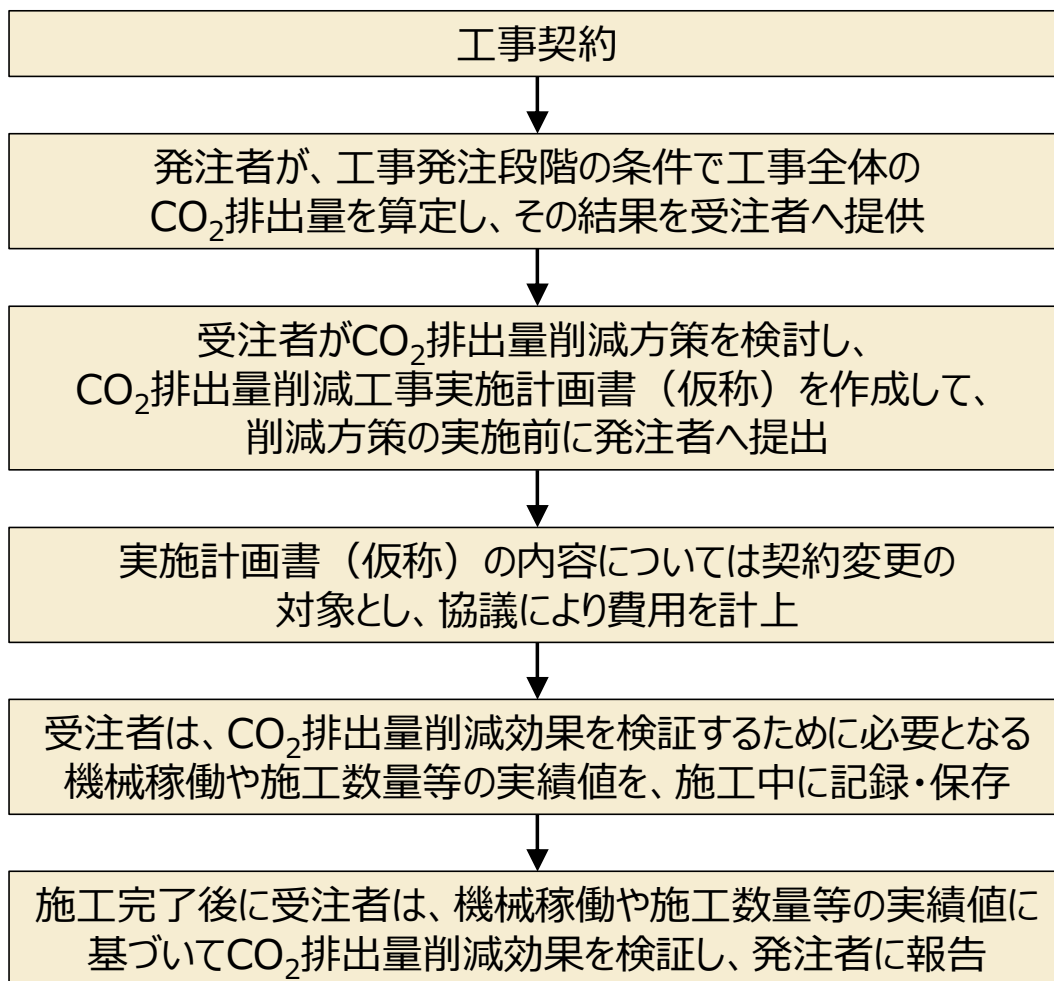 工事契約
発注者が、工事発注段階の条件で工事全体の
CO₂排出量を算定し、その結果を受注者へ提供
受注者がCO₂排出量削減方策を検討し、
CO₂排出量削減工事実施計画書（仮称）を作成して、
削減方策の実施前に発注者へ提出
実施計画書（仮称）の内容については契約変更の
対象とし、協議により費用を計上
受注者は、CO₂排出量削減効果を検証するために必要となる
機械稼働や施工数量等の実績値を、施工中に記録・保存
施工完了後に受注者は、機械稼働や施工数量等の実績値に
基づいてCO₂排出量削減効果を検証し、発注者に報告